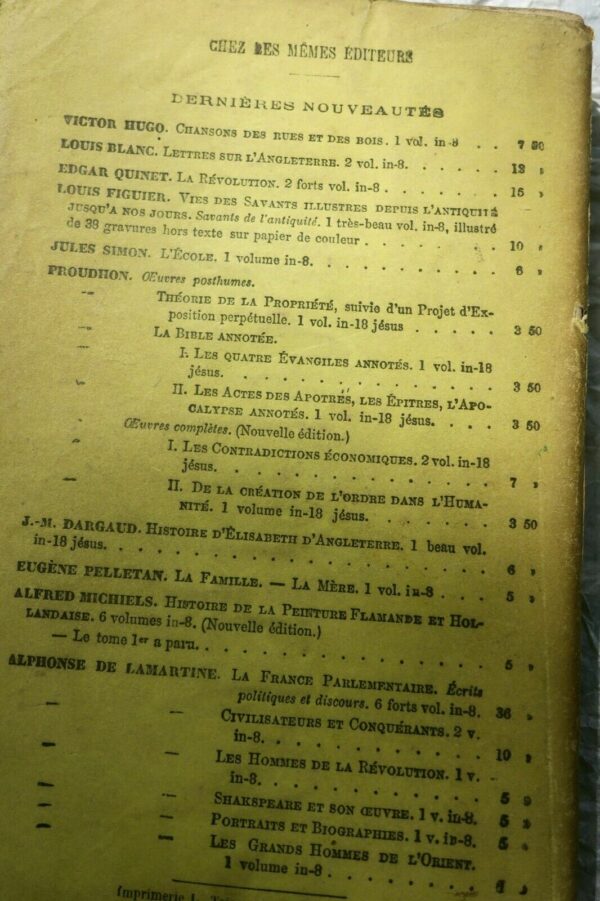 CHEZ LES MÊMES ÉDITEURS
DERNIÈRES NOUVEAUTÉS
VICTOR HUGO. CHANSONS DES RUES ET DES BOIS. 1 vol. in-8 . . 7 50
LOUIS BLANC. LETTRES SUR L'ANGLETERRE. 2 vol. in-8. . . . . . . 12 »
EDGAR QUINET. LA RÉVOLUTION. 2 forts vol. in-8 . . . . . . . . 15 »
LOUIS FIGUIER. VIES DES SAVANTS ILLUSTRES DEPUIS L'ANTIQUITÉ
JUSQU'A NOS JOURS. Savants de l'antiquité. 1 très-beau vol. in-8, illustré
de 38 gravures hors texte sur papier de couleur . . . . . . . . 10 »
JULES SIMON. L'ÉCOLE. 1 volume in-8. . . . . . . . . . . . 6 »
PROUDHON. Œuvres posthumes.
— THÉORIE DE LA PROPRIÉTÉ, suivie d'un Projet d'Ex-
position perpétuelle. 1 vol. in-18 jésus . . . . . 3 50
— LA BIBLE ANNOTÉE.
— I. LES QUATRE ÉVANGILES ANNOTÉS. 1 vol. in-18
jésus. . . . . . . . . . . . . . . 3 50
— II. LES ACTES DES APOTRES, LES ÉPITRES, L'APO-
CALYPSE ANNOTÉS. 1 vol. in-18 jésus. . . . . 3 50
— Œuvres complètes. (Nouvelle édition.)
— I. LES CONTRADICTIONS ÉCONOMIQUES. 2 vol. in-18
jésus. . . . . . . . . . . . . . . 7 »
— II. DE LA CRÉATION DE L'ORDRE DANS L'HUMA-
NITÉ. 1 volume in-18 jésus. . . . . . . . 3 50
J.-M. DARGAUD. HISTOIRE D'ÉLISABETH D'ANGLETERRE. 1 beau vol.
in-18 jésus. . . . . . . . . . . . . . . . . . . 6 »
EUGÈNE PELLETAN. LA FAMILLE. — LA MÈRE. 1 vol. in-8 . . . 5 »
ALFRED MICHIELS. HISTOIRE DE LA PEINTURE FLAMANDE ET HOL-
LANDAISE. 6 volumes in-8. (Nouvelle édition.)
— Le tome 1er a paru. . . . . . . . . . . . . . . 5 »
ALPHONSE DE LAMARTINE. LA FRANCE PARLEMENTAIRE. Écrits
politiques et discours. 6 forts vol. in-8. 36 »
— — CIVILISATEURS ET CONQUÉRANTS. 2 v.
in-8. . . . . . . . . . . . 10 »
— — LES HOMMES DE LA RÉVOLUTION. 1 v.
in-8. . . . . . . . . . . . 5 »
— — SHAKSPEARE ET SON ŒUVRE. 1 v. in-8. 5 »
— — PORTRAITS ET BIOGRAPHIES. 1 v. in-8. 5 »
— — LES GRANDS HOMMES DE L'ORIENT.
1 volume in-8 . . . . . . . »
Imprimerie L.